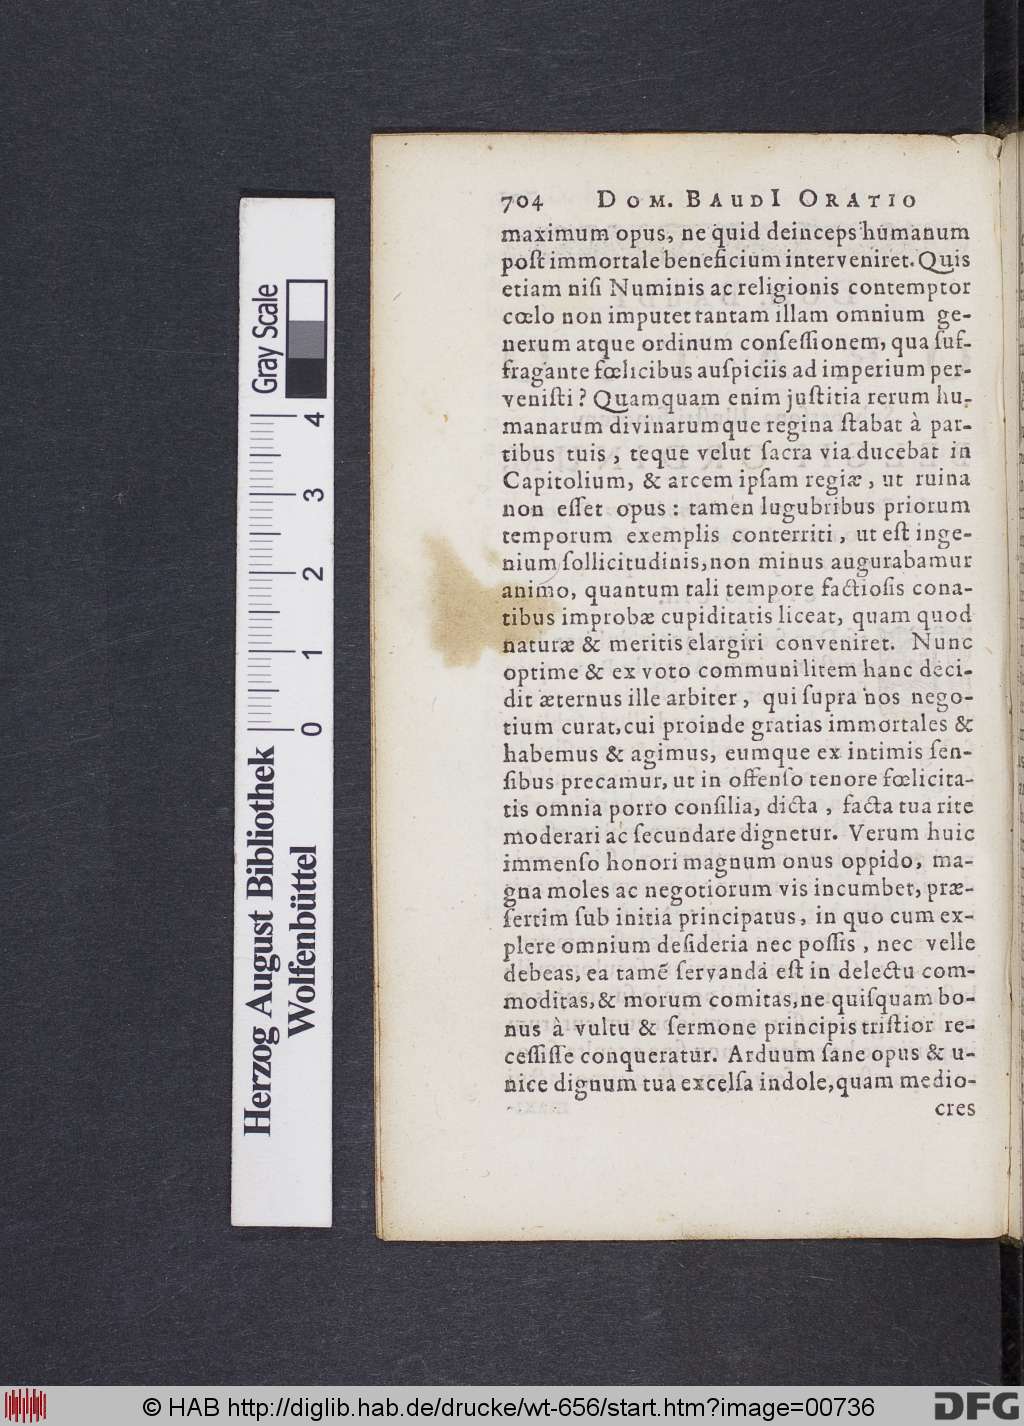 704 DOM. BAUDI ORATIO
maximum opus, ne quid deinceps humanum
poſt immortale beneficium interveniret. Quis
etiam niſi Numinis ac religionis contemptor
cœlo non imputet tantam illam omnium ge-
nerum atque ordinum conſeſſionem, qua ſuf-
fragante fœlicibus auſpiciis ad imperium per-
veniſti? Quamquam enim juſtitia rerum hu-
manarum divinarumque regina ſtabat à par-
tibus tuis, teque velut ſacra via ducebat in
Capitolium, & arcem ipſam regiæ, ut ruina
non eſſet opus: tamen lugubribus priorum
temporum exemplis conterriti, ut eſt inge-
nium ſollicitudinis, non minus augurabamur
animo, quantum tali tempore factioſis cona-
tibus improbæ cupiditatis liceat, quam quod
naturæ & meritis elargiri conveniret. Nunc
optime & ex voto communi litem hanc deci-
dit æternus ille arbiter, qui ſupra nos nego-
tium curat, cui proinde gratias immortales &
habemus & agimus, eumque ex intimis ſen-
ſibus precamur, ut in offenſo tenore fœlicita-
tis omnia porro conſilia, dicta, facta tua rite
moderari ac ſecundare dignetur. Verum huic
immenſo honori magnum onus oppido, ma-
gna moles ac negotiorum vis incumbet, præ-
ſertim ſub initia principatus, in quo cum ex-
plere omnium deſideria nec poſſis, nec velle
debeas, ea tamẽ ſervanda eſt in delectu com-
moditas, & morum comitas, ne quiſquam bo-
nus à vultu & ſermone principis triſtior re-
ceſſiſſe conqueratur. Arduum ſane opus & u-
nice dignum tua excelſa indole, quam medio-
cres
Herzog August Bibliothek
Wolfenbüttel
0 1 2 3 4
Gray Scale
© HAB http://diglib.hab.de/drucke/wt-656/start.htm?image=00736
DFG